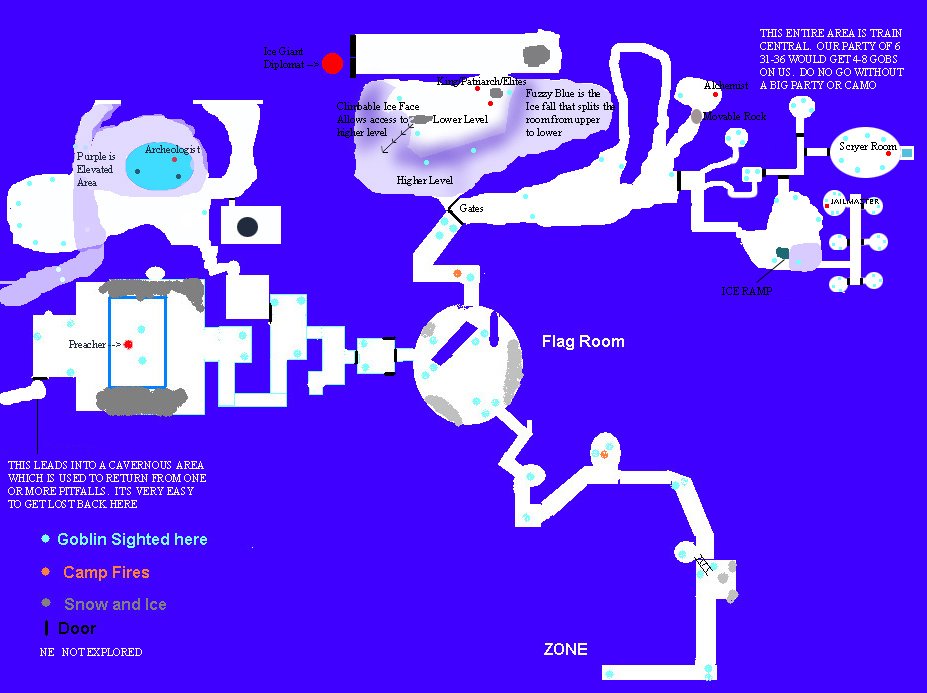 THIS ENTIRE AREA IS TRAIN
CENTRAL. OUR PARTY OF 6
31-36 WOULD GET 4-8 GOBS
ON US. DO NO GO WITHOUT
A BIG PARTY OR CAMO
Ice Giant
Diplomat -->
King/Patriarch/Elites
Fuzzy Blue is the
Ice fall that splits the
room from upper
to lower
Climbable Ice Face
Allows access to
higher level
Lower Level
Higher Level
Alchemist
Movable Rock
Scryer Room
Archeologist
Purple is
Elevated
Area
Gates
JAILMASTER
ICE RAMP
Preacher -->
Flag Room
THIS LEADS INTO A CAVERNOUS AREA
WHICH IS USED TO RETURN FROM ONE
OR MORE PITFALLS. ITS VERY EASY
TO GET LOST BACK HERE
Goblin Sighted here
Camp Fires
Snow and Ice
Door
NE NOT EXPLORED
ZONE